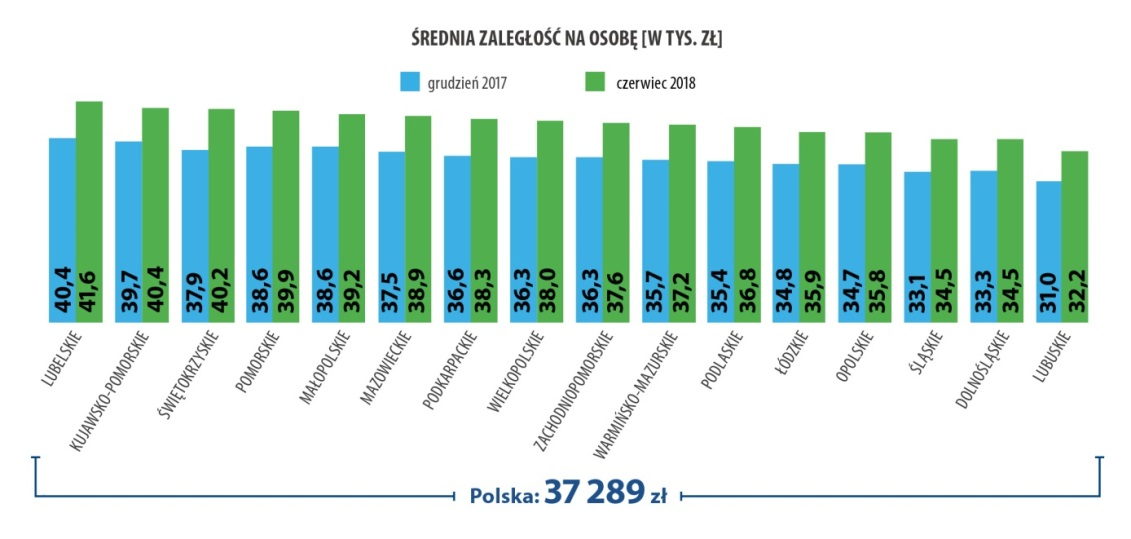 ŚREDNIA ZALEGŁOŚĆ NA OSOBĘ [W TYS. ZŁ]
grudzień 2017
czerwiec 2018
40,4
41,6
39,7
40,4
37,9
40,2
38,6
39,9
38,6
39,2
37,5
38,9
36,6
38,3
36,3
38,0
36,3
37,6
35,7
37,2
35,4
36,8
34,8
35,9
34,7
35,8
33,1
34,5
33,3
34,5
31,0
32,2
LUBELSKIE
KUJAWSKO-POMORSKIE
ŚWIĘTOKRZYSKIE
POMORSKIE
MAŁOPOLSKIE
MAZOWIECKIE
PODKARPACKIE
WIELKOPOLSKIE
ZACHODNIOPOMORSKIE
WARMIŃSKO-MAZURSKIE
PODLASKIE
ŁÓDZKIE
OPOLSKIE
ŚLĄSKIE
DOLNOŚLĄSKIE
LUBUSKIE
Polska: 37 289 zł